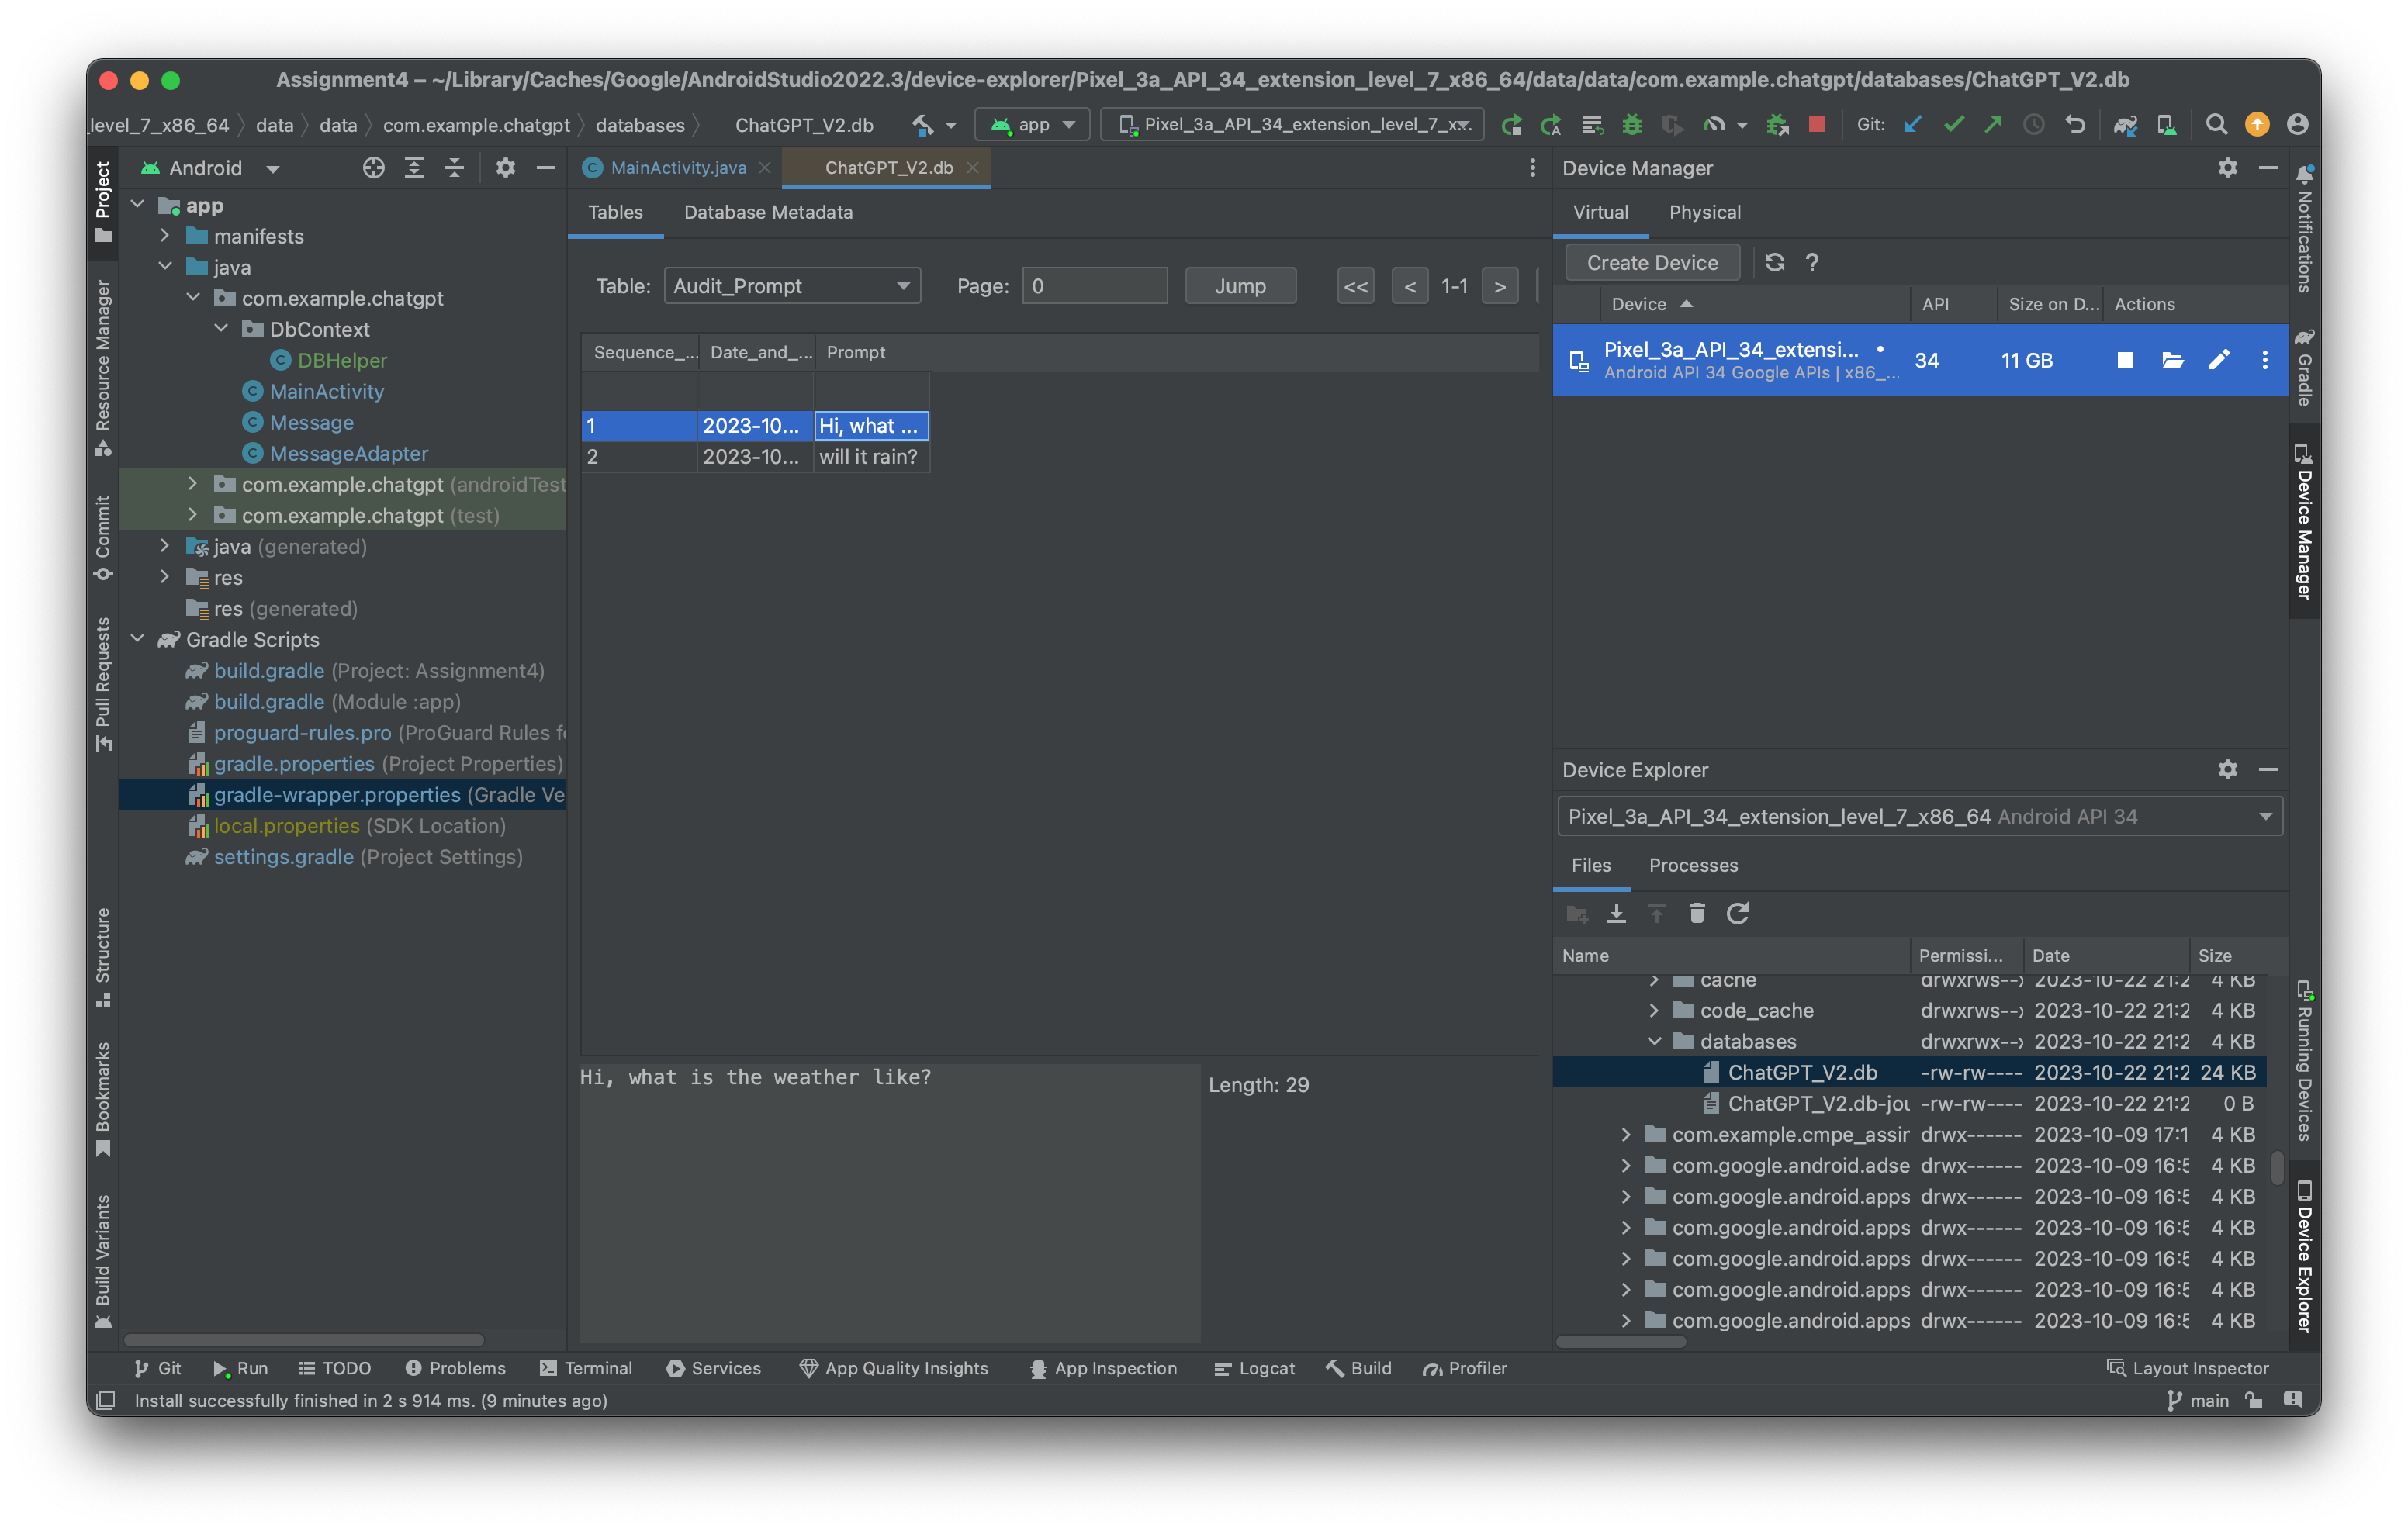 Assignment4 – ~/Library/Caches/Google/AndroidStudio2022.3/device-explorer/Pixel_3a_API_34_extension_level_7_x86_64/data/data/com.example.chatgpt/databases/ChatGPT_V2.db
level_7_x86_64 data data com.example.chatgpt databases ChatGPT_V2.db app Pixel_3a_API_34_extension_level_7_x... Git:
Project
Resource Manager
Commit
Pull Requests
Structure
Bookmarks
Build Variants
Android
app
manifests
java
com.example.chatgpt
DbContext
DBHelper
MainActivity
Message
MessageAdapter
com.example.chatgpt (androidTest
com.example.chatgpt (test)
java (generated)
res
res (generated)
Gradle Scripts
build.gradle (Project: Assignment4)
build.gradle (Module :app)
proguard-rules.pro (ProGuard Rules fo
gradle.properties (Project Properties)
gradle-wrapper.properties (Gradle Ve
local.properties (SDK Location)
settings.gradle (Project Settings)
MainActivity.java ChatGPT_V2.db
Tables Database Metadata
Table: Audit_Prompt Page: 0 Jump << < 1-1 >
Sequence_... Date_and_... Prompt
1 2023-10... Hi, what ...
2 2023-10... will it rain?
Hi, what is the weather like?
Length: 29
Device Manager
Virtual Physical
Create Device ?
Device API Size on D... Actions
Pixel_3a_API_34_extensi... • 34 11 GB
Android API 34 Google APIs | x86_...
Device Explorer
Pixel_3a_API_34_extension_level_7_x86_64 Android API 34
Files Processes
Name Permissi... Date Size
cache drwxrws--x 2023-10-22 21:2 4 KB
code_cache drwxrws--x 2023-10-22 21:2 4 KB
databases drwxrwx--x 2023-10-22 21:2 4 KB
ChatGPT_V2.db -rw-rw---- 2023-10-22 21:2 24 KB
ChatGPT_V2.db-jou -rw-rw---- 2023-10-22 21:2 0 B
com.example.cmpe_assin drwx------ 2023-10-09 17:1 4 KB
com.google.android.adse drwx------ 2023-10-09 16:5 4 KB
com.google.android.apps drwx------ 2023-10-09 16:5 4 KB
com.google.android.apps drwx------ 2023-10-09 16:5 4 KB
com.google.android.apps drwx------ 2023-10-09 16:5 4 KB
com.google.android.apps drwx------ 2023-10-09 16:5 4 KB
com.google.android.apps drwx------ 2023-10-09 16:5 4 KB
Notifications
Gradle
Device Manager
Running Devices
Device Explorer
Git Run TODO Problems Terminal Services App Quality Insights App Inspection Logcat Build Profiler Layout Inspector
Install successfully finished in 2 s 914 ms. (9 minutes ago) main